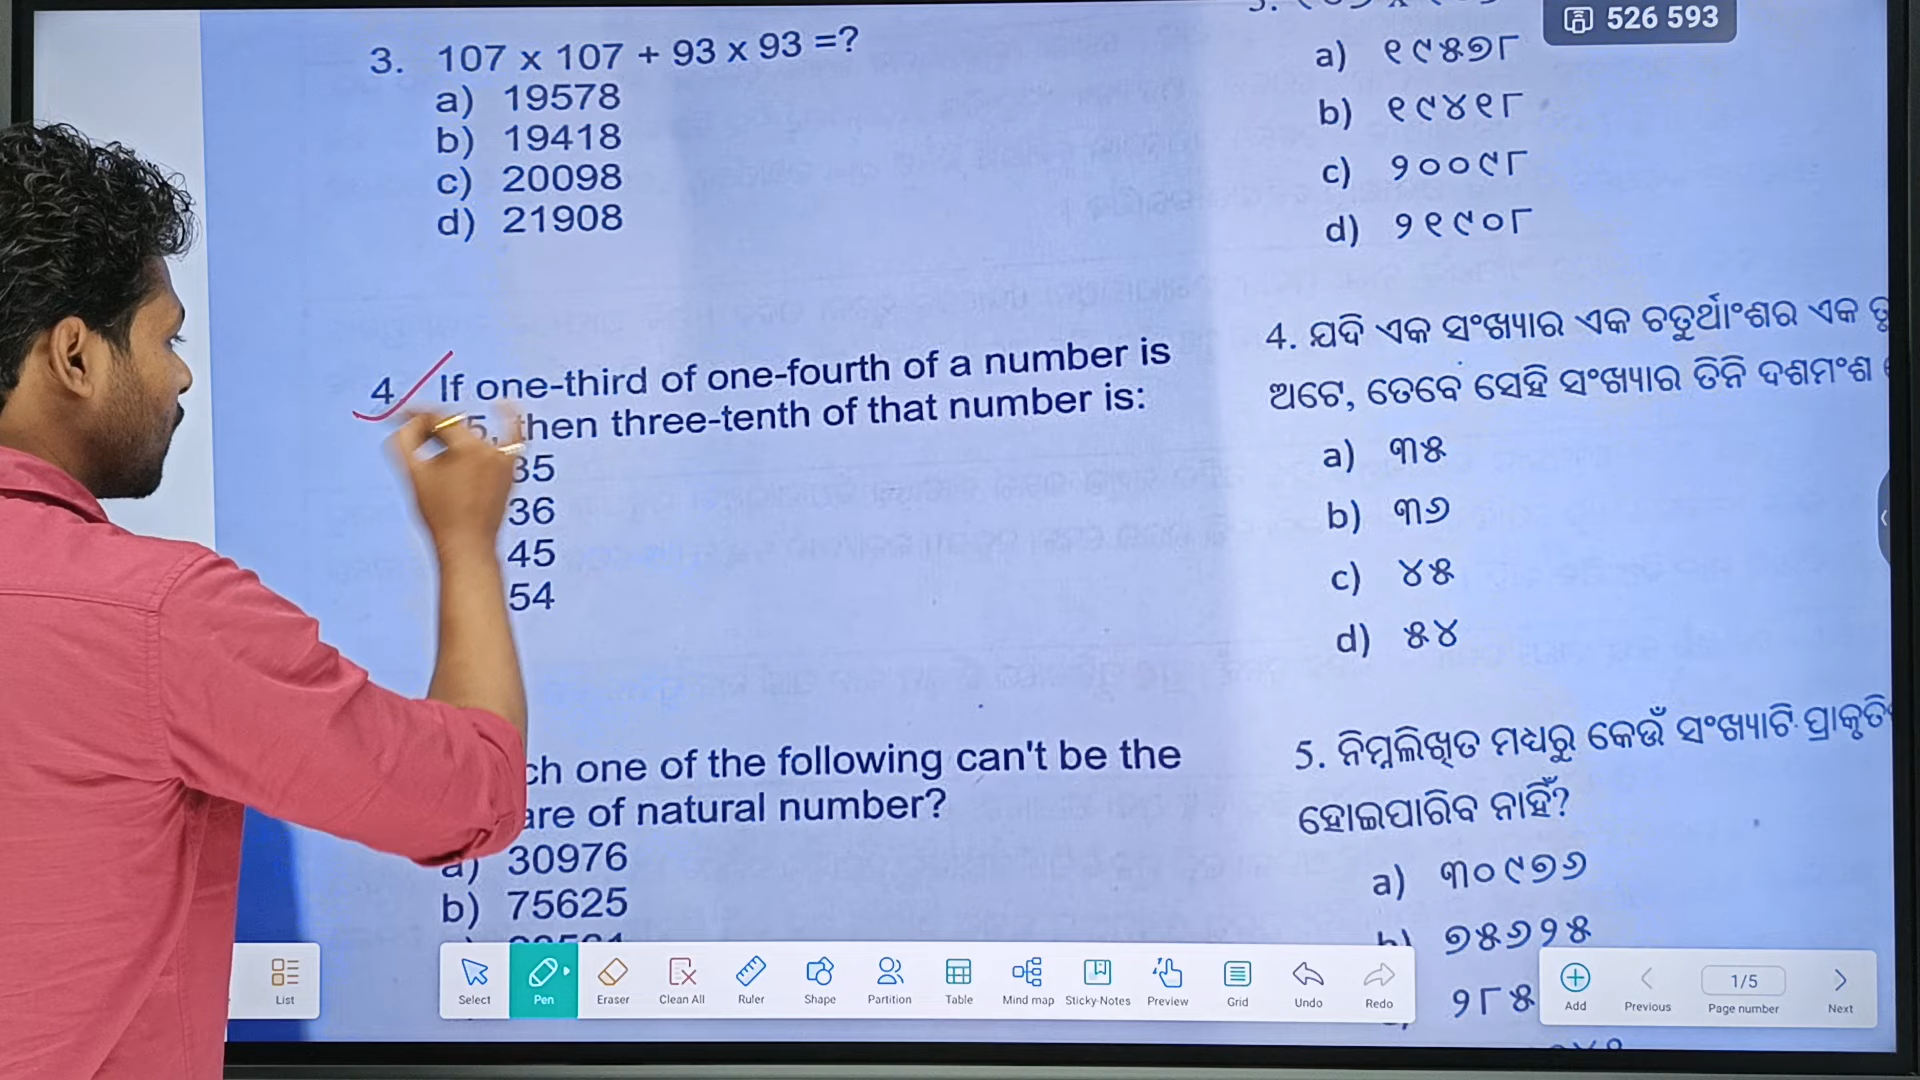 3. 107 x 107 + 93 x 93 =?
a) 19578
b) 19418
c) 20098
d) 21908
4. If one-third of one-fourth of a number is
5, then three-tenth of that number is:
35
36
45
54
one of the following can't be the
of natural number?
a) 30976
b) 75625
526 593
a) ୧୯୫୭୮
b) ୧୯୪୧୮
c) ୨୦୦୯୮
d) ୨୧୯୦୮
4. ଯଦି ଏକ ସଂଖ୍ୟାର ଏକ ଚତୁର୍ଥାଂଶର ଏକ
ଅଟେ, ତେବେ ସେହି ସଂଖ୍ୟାର ତିନି ଦଶମାଂଶ
a) ୩୫
b) ୩୬
c) ୪୫
d) ୫୪
5. ନିମ୍ନଲିଖିତ ମଧ୍ୟରୁ କେଉଁ ସଂଖ୍ୟାଟି
ହୋଇପାରିବ ନାହିଁ?
a) ୩୦୯୭୬
b) ୭୫୬୨୫
୨୮୫
List
Select
Pen
Eraser
Clean All
Ruler
Shape
Partition
Table
Mind map
Sticky-Notes
Preview
Grid
Undo
Redo
Add
Previous
1/5
Page number
Next